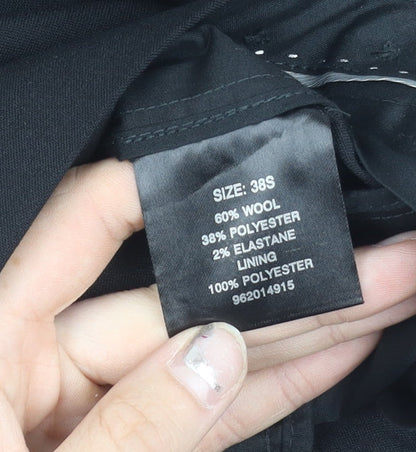 SIZE: 38S
60% WOOL
38% POLYESTER
2% ELASTANE
LINING
100% POLYESTER
962014915